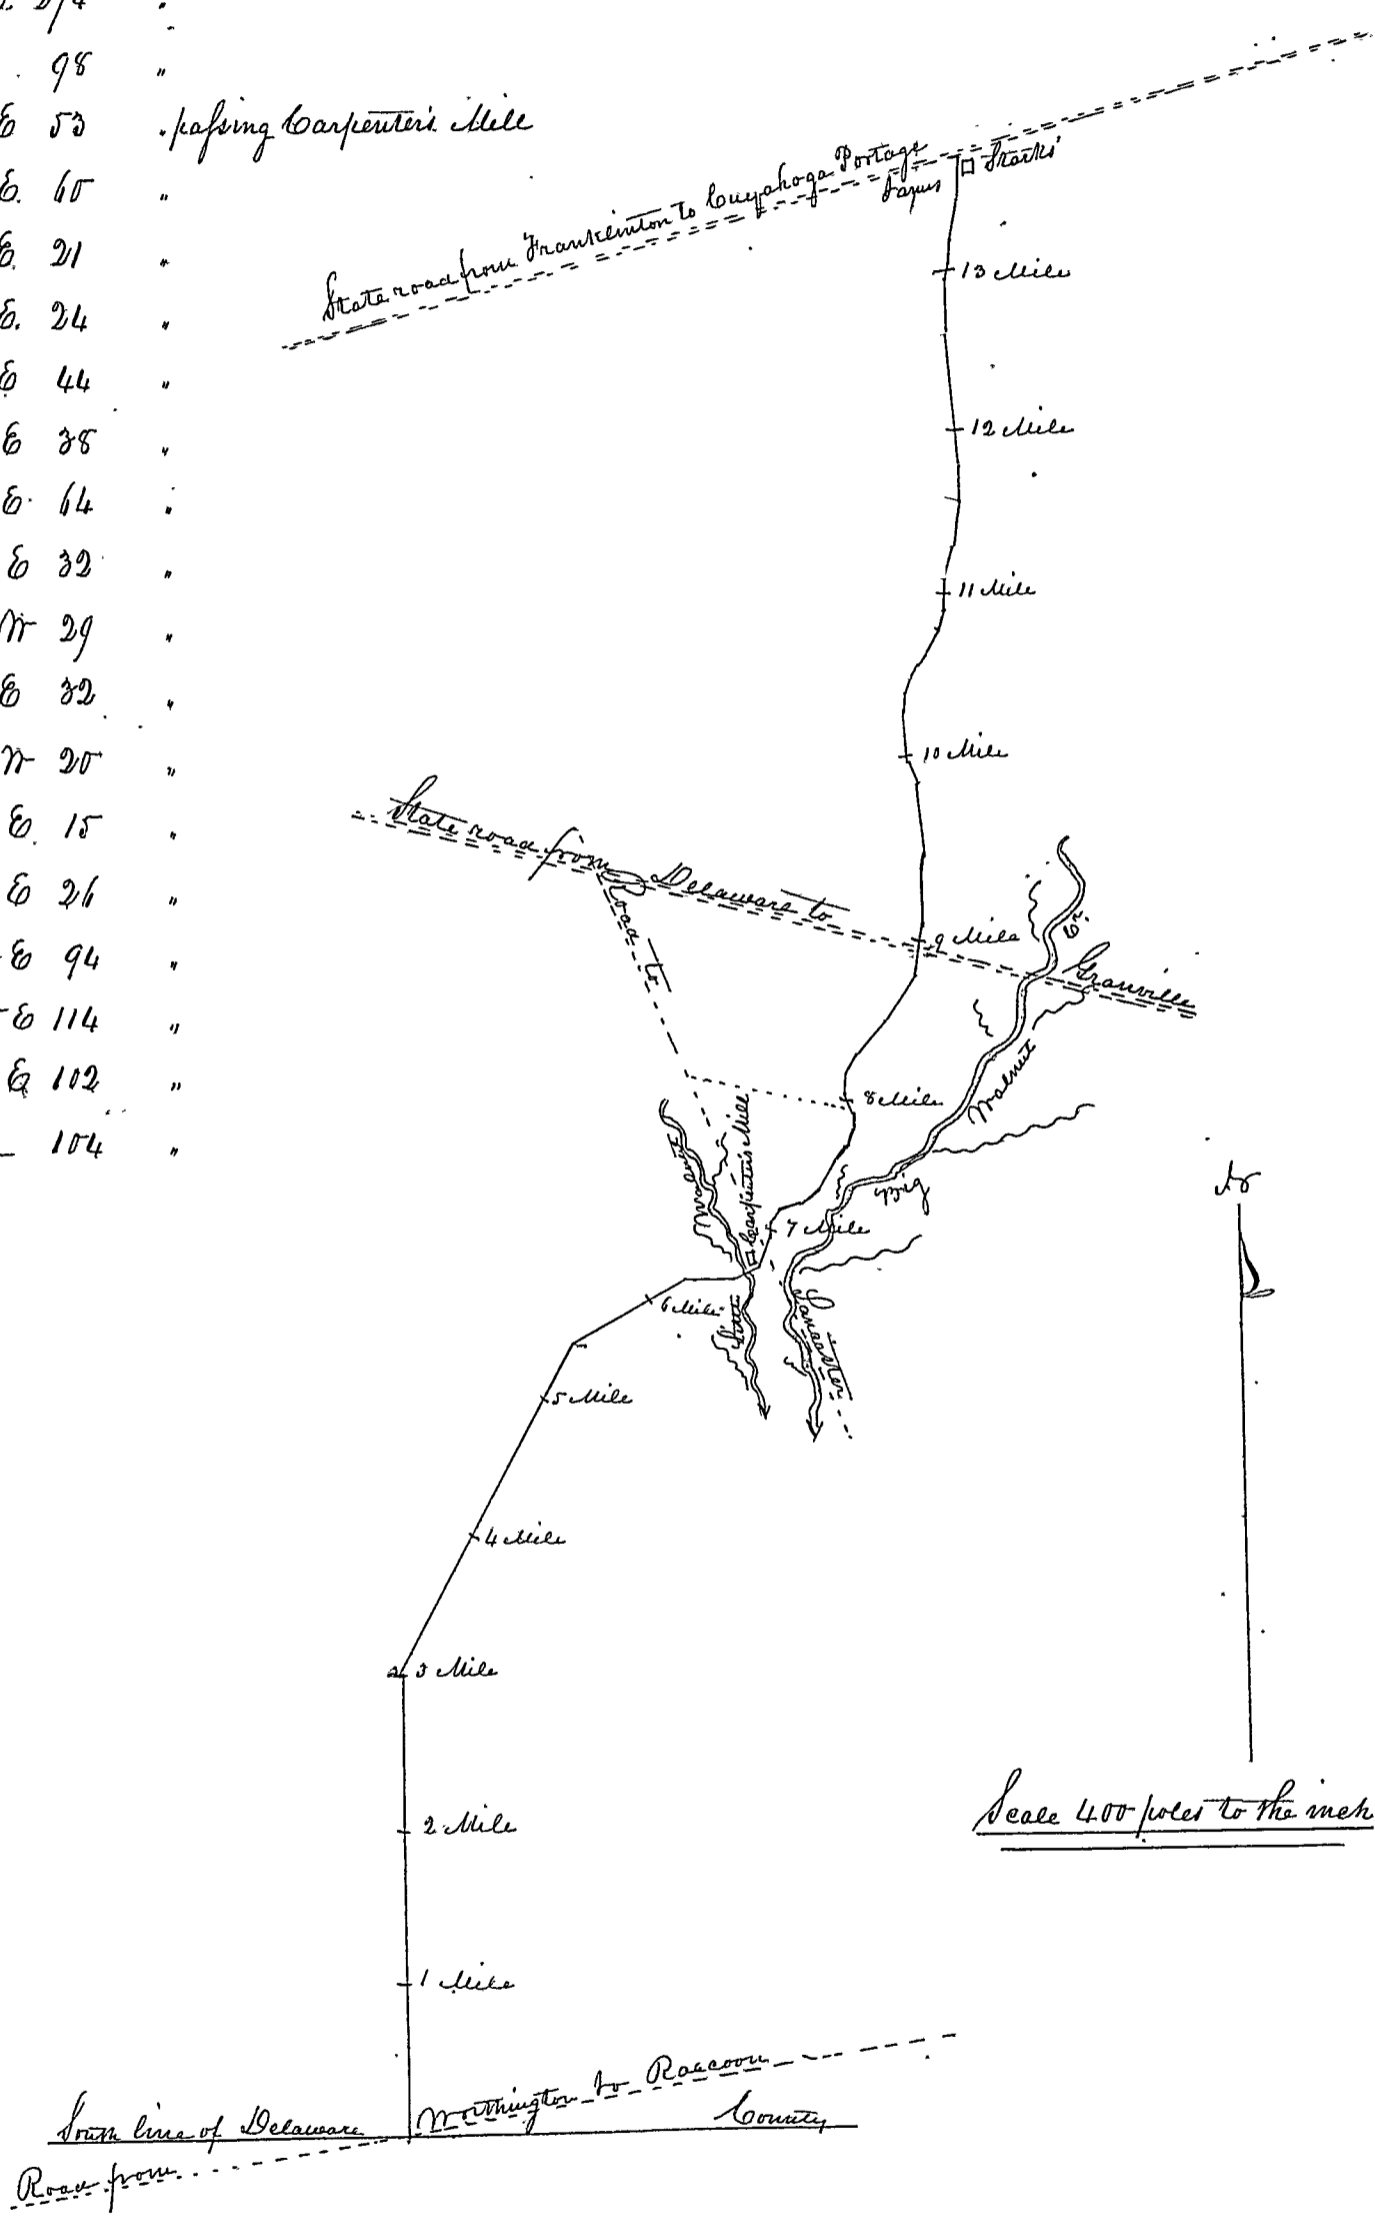 98 "
E 53 " passing Carpenter's Mill
E. 60 "
E. 21 "
E. 24 "
E 44 "
E 38 "
E. 64 "
E 32 "
W 29 "
E 32 "
W 20 "
E. 15 "
E 26 "
E 94 "
E 114 "
E 102 "
104 "
State road from Franklinton to Cuyahoga Portage
Starks'
13 Mile
12 Mile
11 Mile
10 Mile
State road from Delaware to Granville
9 Mile
Road to Lancaster
8 Mile
Big Walnut Cr.
Little Walnut
Carpenter's Mill
7 Mile
6 Mile
5 Mile
4 Mile
3 Mile
2 Mile
1 Mile
Scale 400 poles to the inch
South line of Delaware County
Road from Worthington to Raccoon